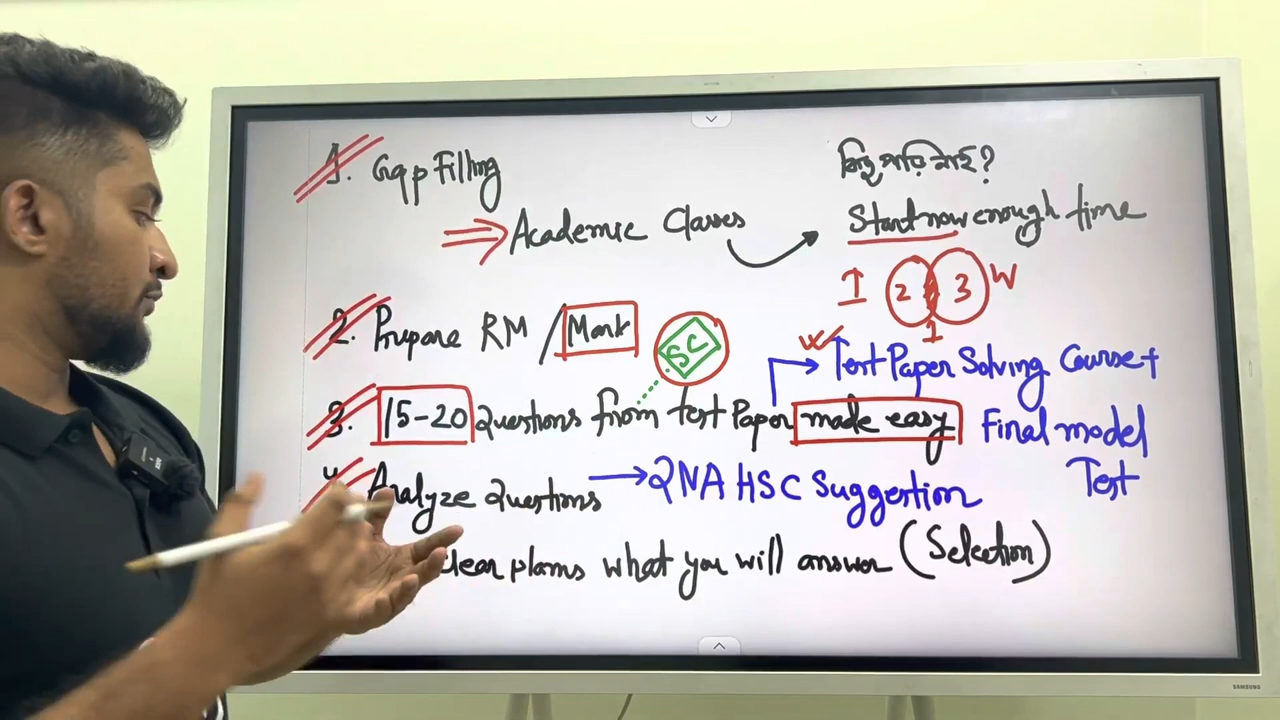 1. Gap Filling
কিছু পারি নাই?
Academic Classes
Start now enough time
I 2 3 W
1
2. Prepare RM / Mark
SC
W
Test Paper Solving Course +
3. 15-20 Questions from test Paper made easy
Final model
Test
4. Analyze Questions → QNA HSC Suggestion
clear plans what you will answer (Selection)
SAMSUNG